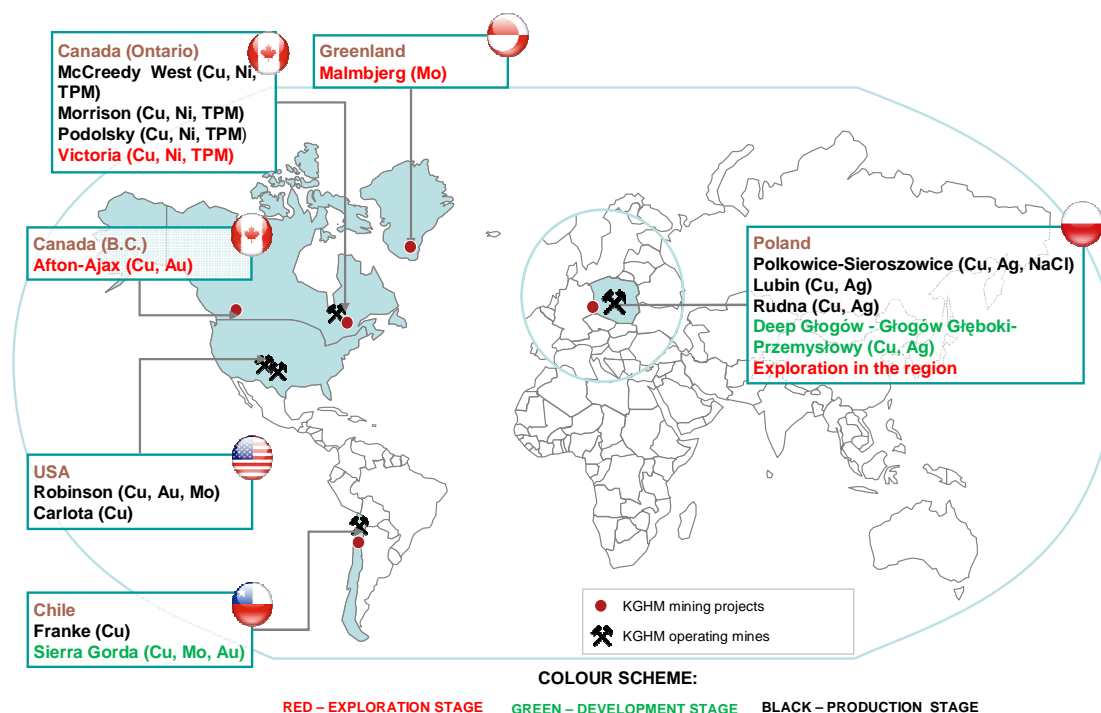 Canada (Ontario)
McCreedy West (Cu, Ni,
TPM)
Morrison (Cu, Ni, TPM)
Podolsky (Cu, Ni, TPM)
Victoria (Cu, Ni, TPM)
Greenland
Malmbjerg (Mo)
Canada (B.C.)
Afton-Ajax (Cu, Au)
Poland
Polkowice-Sieroszowice (Cu, Ag, NaCl)
Lubin (Cu, Ag)
Rudna (Cu, Ag)
Deep Głogów - Głogów Głęboki-
Przemysłowy (Cu, Ag)
Exploration in the region
USA
Robinson (Cu, Au, Mo)
Carlota (Cu)
Chile
Franke (Cu)
Sierra Gorda (Cu, Mo, Au)
KGHM mining projects
KGHM operating mines
COLOUR SCHEME:
RED – EXPLORATION STAGE GREEN – DEVELOPMENT STAGE BLACK – PRODUCTION STAGE